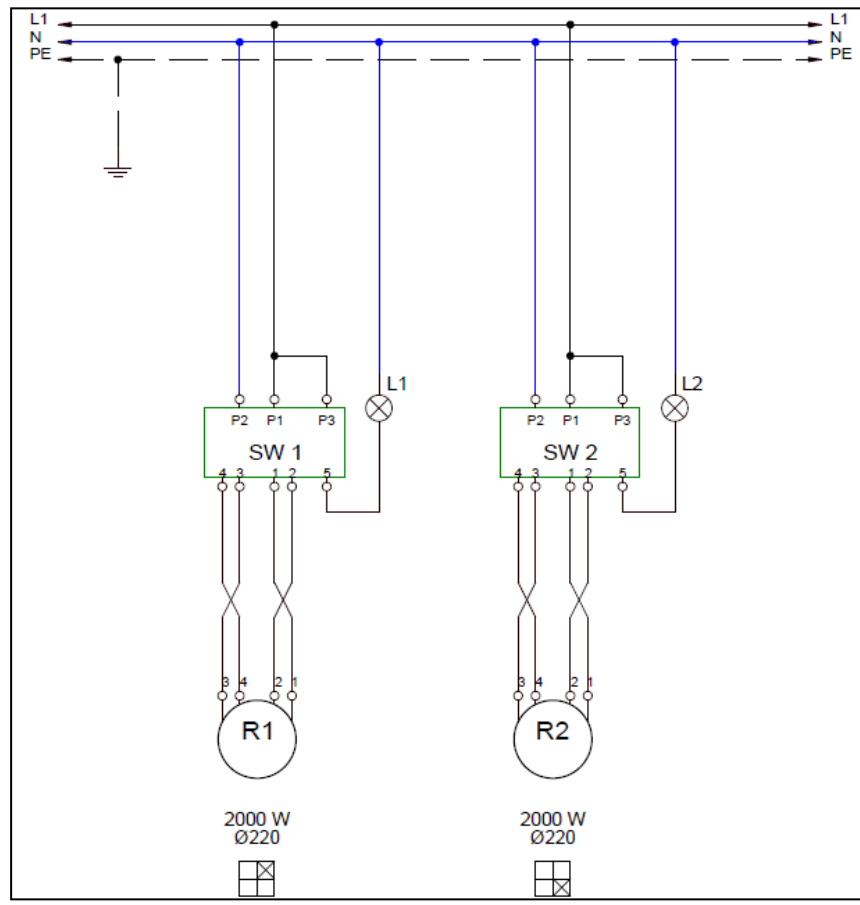 L1 L1
N N
PE PE
L1 L2
P2 P1 P3 P2 P1 P3
SW 1 SW 2
4 3 1 2 5 4 3 1 2 5
3 4 2 1 3 4 2 1
R1 R2
2000 W 2000 W
Ø220 Ø220